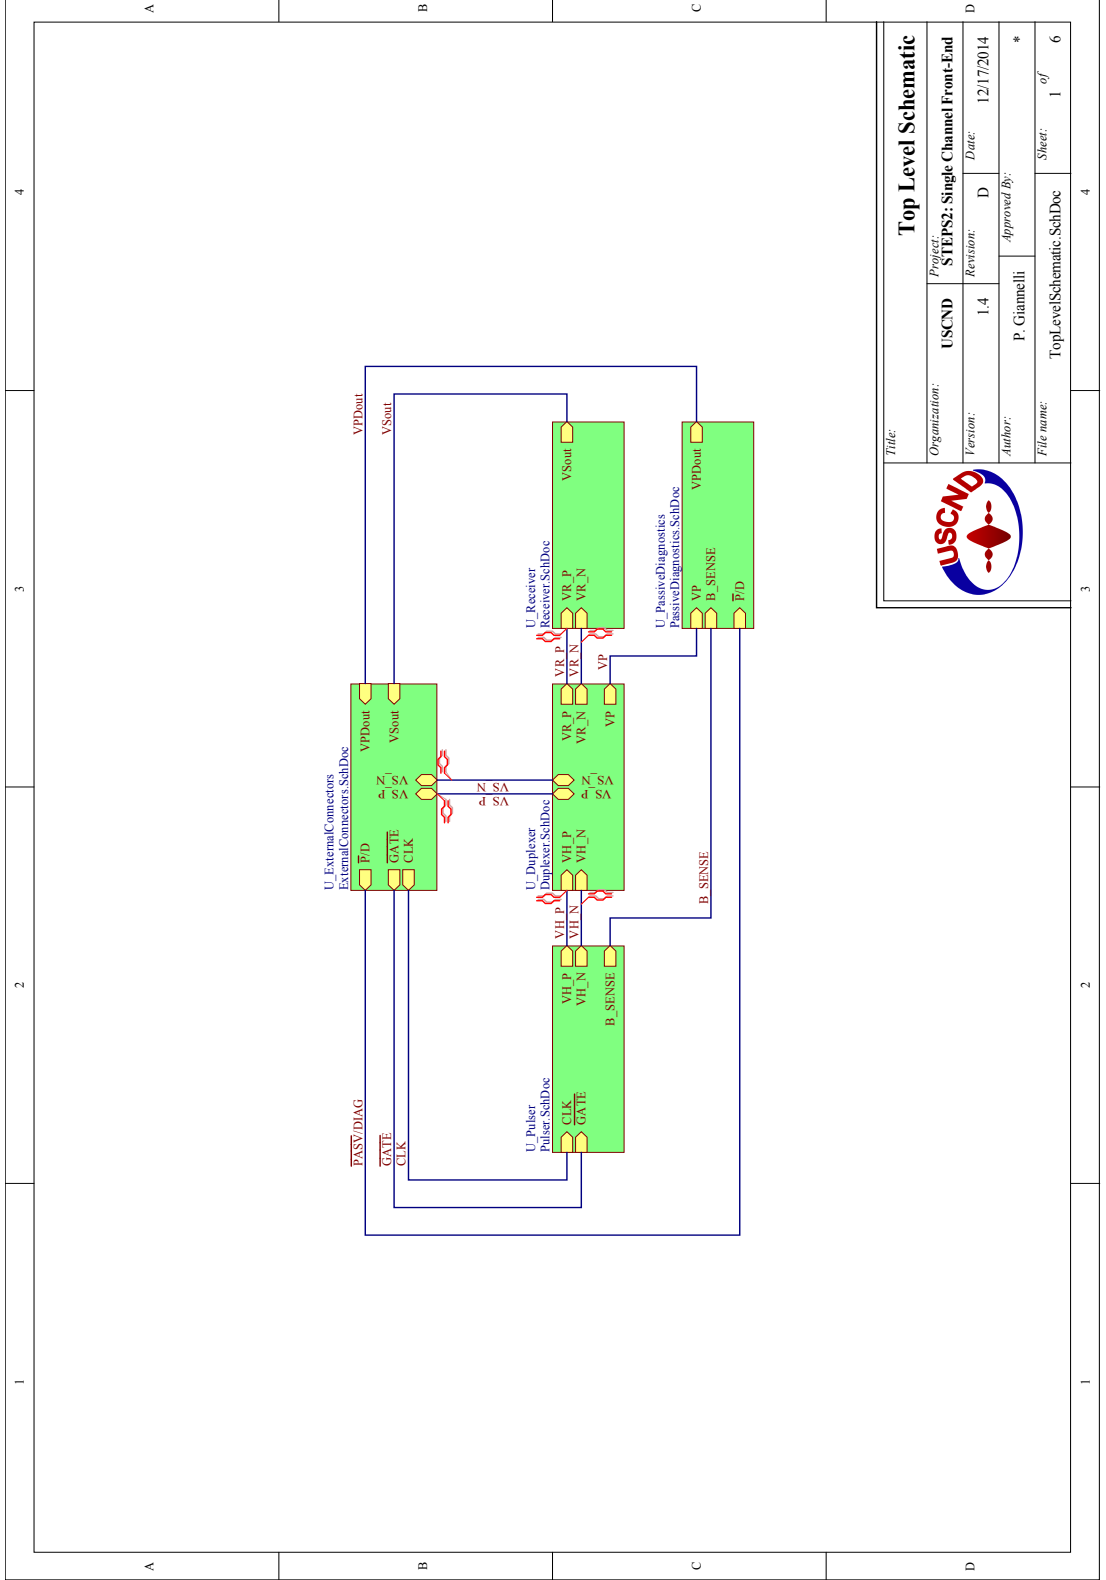 1
2
3
4
A
A
B
B
C
C
D
D
1
2
3
4
U_ExternalConnectors
ExternalConnectors.SchDoc
P/D
GATE
CLK
VS_P
VS_N
VPDout
VSout
PASV/DIAG
GATE
CLK
VPDout
VSout
VS_P
VS_N
U_Pulser
Pulser.SchDoc
CLK
GATE
VH_P
VH_N
B_SENSE
VH_P
VH_N
U_Duplexer
Duplexer.SchDoc
VH_P
VH_N
VS_P
VS_N
VR_P
VR_N
VP
VR_P
VR_N
VP
U_Receiver
Receiver.SchDoc
VR_P
VR_N
VSout
B_SENSE
U_PassiveDiagnostics
PassiveDiagnostics.SchDoc
VP
B_SENSE
P/D
VPDout
USCND
Title:
Top Level Schematic
Organization:
USCND
Project:
STEPS2: Single Channel Front-End
Version:
1.4
Revision:
D
Date:
12/17/2014
Author:
P. Giannelli
Approved By:
*
File name:
TopLevelSchematic.SchDoc
Sheet: 1 of 6